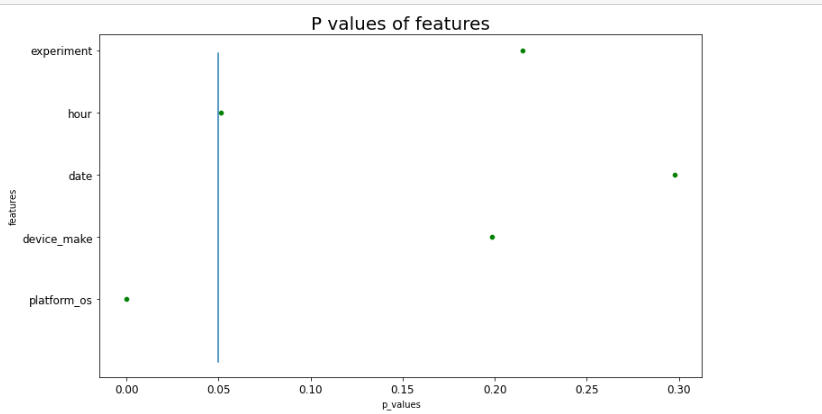 P values of features
experiment
hour
date
device_make
platform_os
features
0.00 0.05 0.10 0.15 0.20 0.25 0.30
p_values